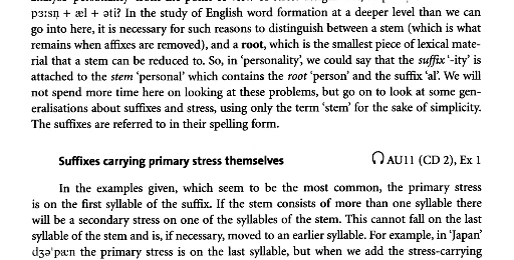 pɜːsn̩ + æl + əti? In the study of English word formation at a deeper level than we can
go into here, it is necessary for such reasons to distinguish between a stem (which is what
remains when affixes are removed), and a root, which is the smallest piece of lexical mate-
rial that a stem can be reduced to. So, in 'personality', we could say that the suffix '-ity' is
attached to the stem 'personal' which contains the root 'person' and the suffix 'al'. We will
not spend more time here on looking at these problems, but go on to look at some gen-
eralisations about suffixes and stress, using only the term 'stem' for the sake of simplicity.
The suffixes are referred to in their spelling form.
Suffixes carrying primary stress themselves AU11 (CD 2), Ex 1
In the examples given, which seem to be the most common, the primary stress
is on the first syllable of the suffix. If the stem consists of more than one syllable there
will be a secondary stress on one of the syllables of the stem. This cannot fall on the last
syllable of the stem and is, if necessary, moved to an earlier syllable. For example, in 'Japan'
dʒəˈpæn the primary stress is on the last syllable, but when we add the stress-carrying